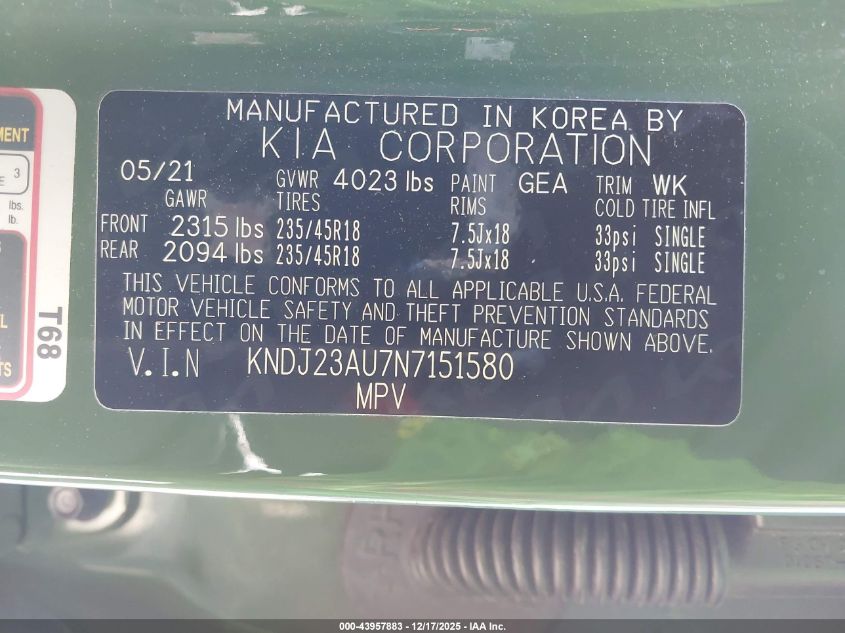 MANUFACTURED IN KOREA BY
KIA CORPORATION
05/21 GVWR 4023 lbs PAINT GEA TRIM WK
GAWR TIRES RIMS COLD TIRE INFL
FRONT 2315 lbs 235/45R18 7.5Jx18 33psi SINGLE
REAR 2094 lbs 235/45R18 7.5Jx18 33psi SINGLE
THIS VEHICLE CONFORMS TO ALL APPLICABLE U.S.A. FEDERAL
MOTOR VEHICLE SAFETY AND THEFT PREVENTION STANDARDS
IN EFFECT ON THE DATE OF MANUFACTURE SHOWN ABOVE.
V.I.N KNDJ23AU7N7151580
MPV
3
lbs.
lb.
T68
000-43957883 - 12/17/2025 - IAA Inc.